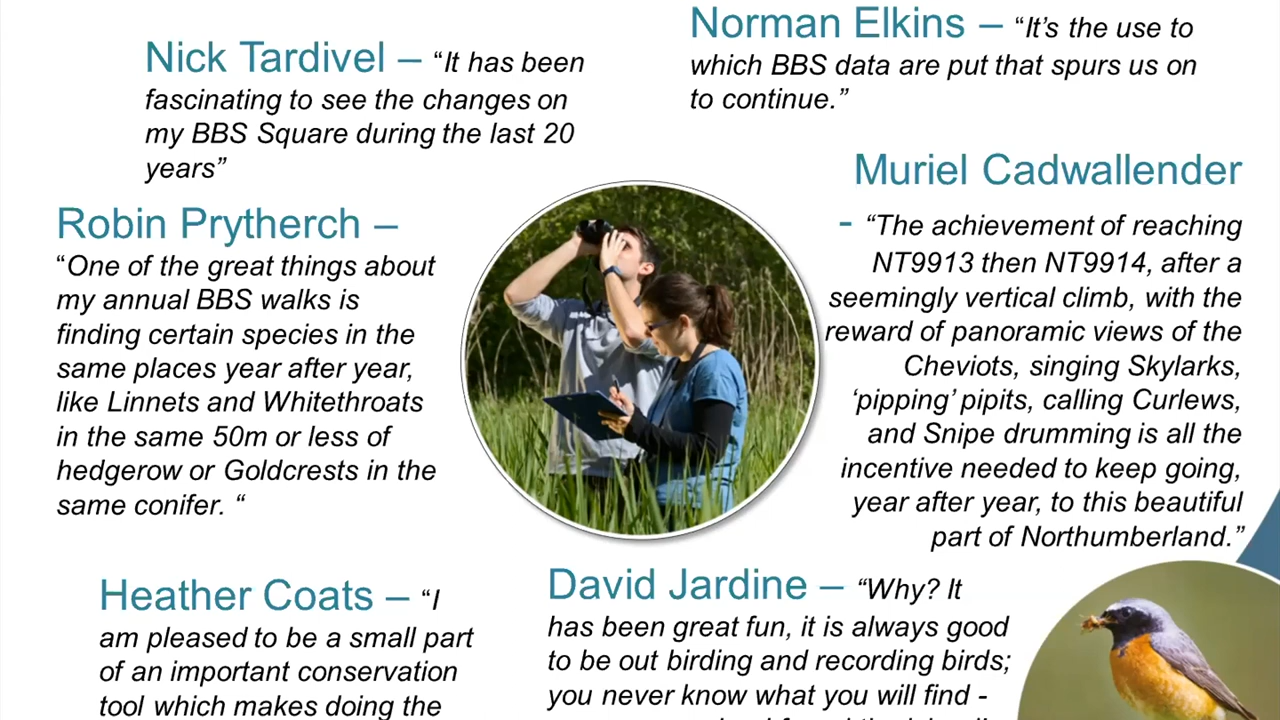 Nick Tardivel – “It has been
fascinating to see the changes on
my BBS Square during the last 20
years”
Norman Elkins – “It’s the use to
which BBS data are put that spurs us on
to continue.”
Robin Prytherch –
“One of the great things about
my annual BBS walks is
finding certain species in the
same places year after year,
like Linnets and Whitethroats
in the same 50m or less of
hedgerow or Goldcrests in the
same conifer. “
Muriel Cadwallender
- “The achievement of reaching
NT9913 then NT9914, after a
seemingly vertical climb, with the
reward of panoramic views of the
Cheviots, singing Skylarks,
‘pipping’ pipits, calling Curlews,
and Snipe drumming is all the
incentive needed to keep going,
year after year, to this beautiful
part of Northumberland.”
Heather Coats – “I
am pleased to be a small part
of an important conservation
tool which makes doing the
David Jardine – “Why? It
has been great fun, it is always good
to be out birding and recording birds;
you never know what you will find -